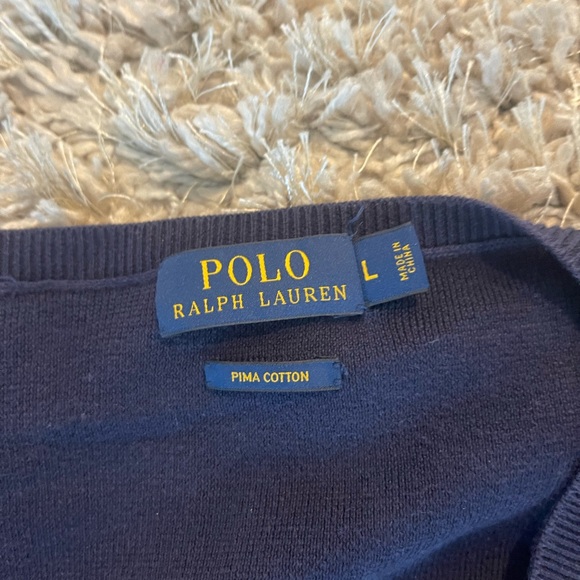 POLO
RALPH LAUREN
L
MADE IN
CHINA
PIMA COTTON